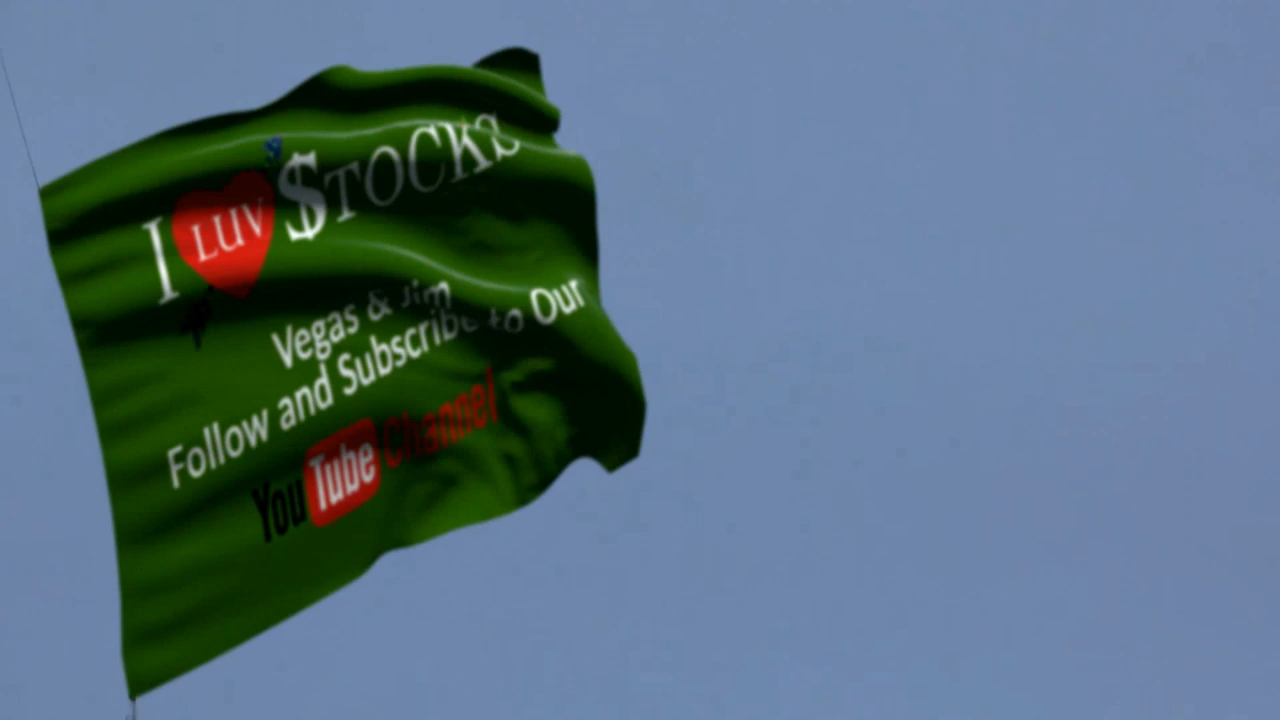 I LUV $TOCKS
Vegas & Jim
Follow and Subscribe to Our
YouTube Channel